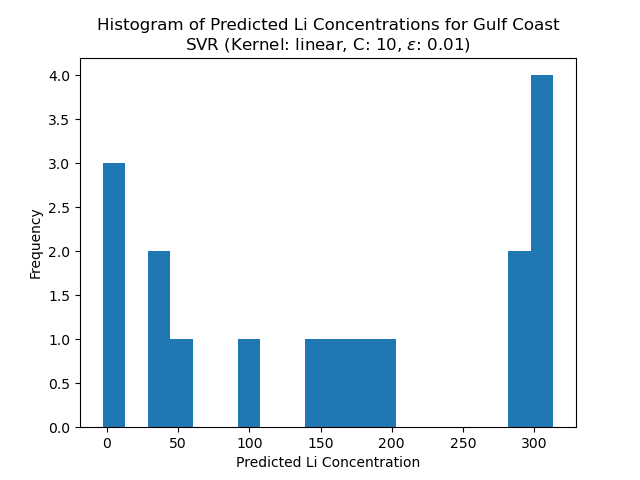 Histogram of Predicted Li Concentrations for Gulf Coast
SVR (Kernel: linear, C: 10, ε: 0.01)
4.0
3.5
3.0
2.5
2.0
1.5
1.0
0.5
0.0
Frequency
0 50 100 150 200 250 300
Predicted Li Concentration